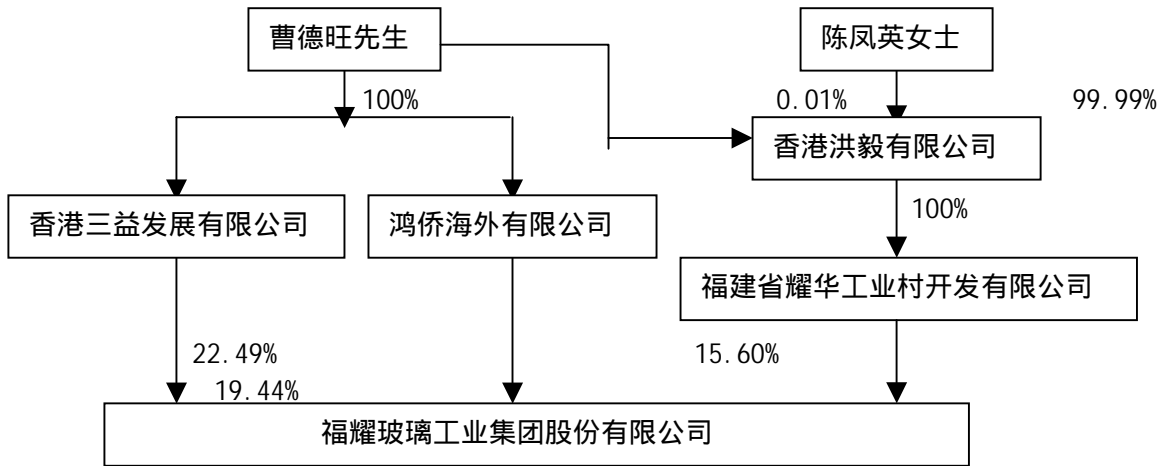 曹德旺先生
陈凤英女士
100%
0.01%
99.99%
香港洪毅有限公司
香港三益发展有限公司
鸿侨海外有限公司
100%
福建省耀华工业村开发有限公司
22.49%
15.60%
19.44%
福耀玻璃工业集团股份有限公司